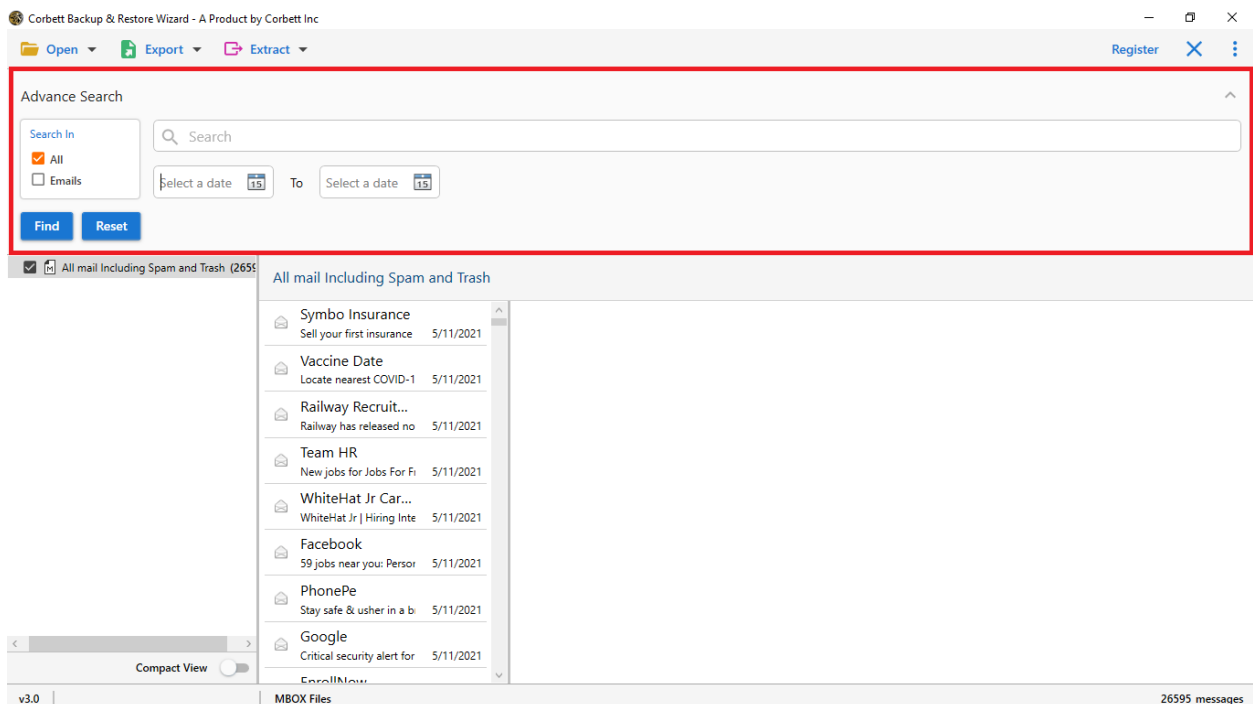 Corbett Backup & Restore Wizard - A Product by Corbett Inc
Open Export Extract Register
Advance Search
Search In
Search
All
Emails
Select a date 15 To Select a date 15
Find Reset
All mail Including Spam and Trash (2659
All mail Including Spam and Trash
Symbo Insurance
Sell your first insurance 5/11/2021
Vaccine Date
Locate nearest COVID-1 5/11/2021
Railway Recruit...
Railway has released no 5/11/2021
Team HR
New jobs for Jobs For Fr 5/11/2021
WhiteHat Jr Car...
WhiteHat Jr | Hiring Inte 5/11/2021
Facebook
59 jobs near you: Person 5/11/2021
PhonePe
Stay safe & usher in a b 5/11/2021
Google
Critical security alert for 5/11/2021
EnrollNow
Compact View
v3.0 MBOX Files 26595 messages